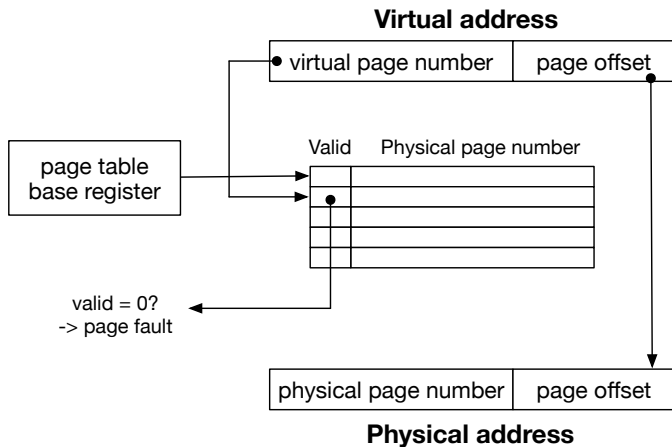 Virtual address
virtual page number page offset
Valid Physical page number
page table
base register
valid = 0?
-> page fault
physical page number page offset
Physical address